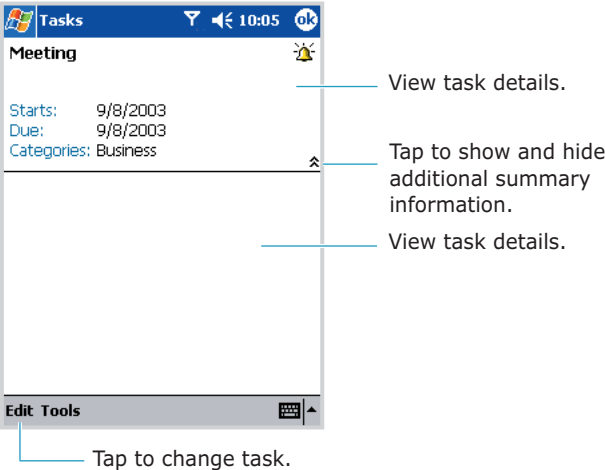 Tasks 10:05 ok
Meeting
View task details.
Starts: 9/8/2003
Due: 9/8/2003
Categories: Business
Tap to show and hide
additional summary
information.
View task details.
Edit Tools
Tap to change task.